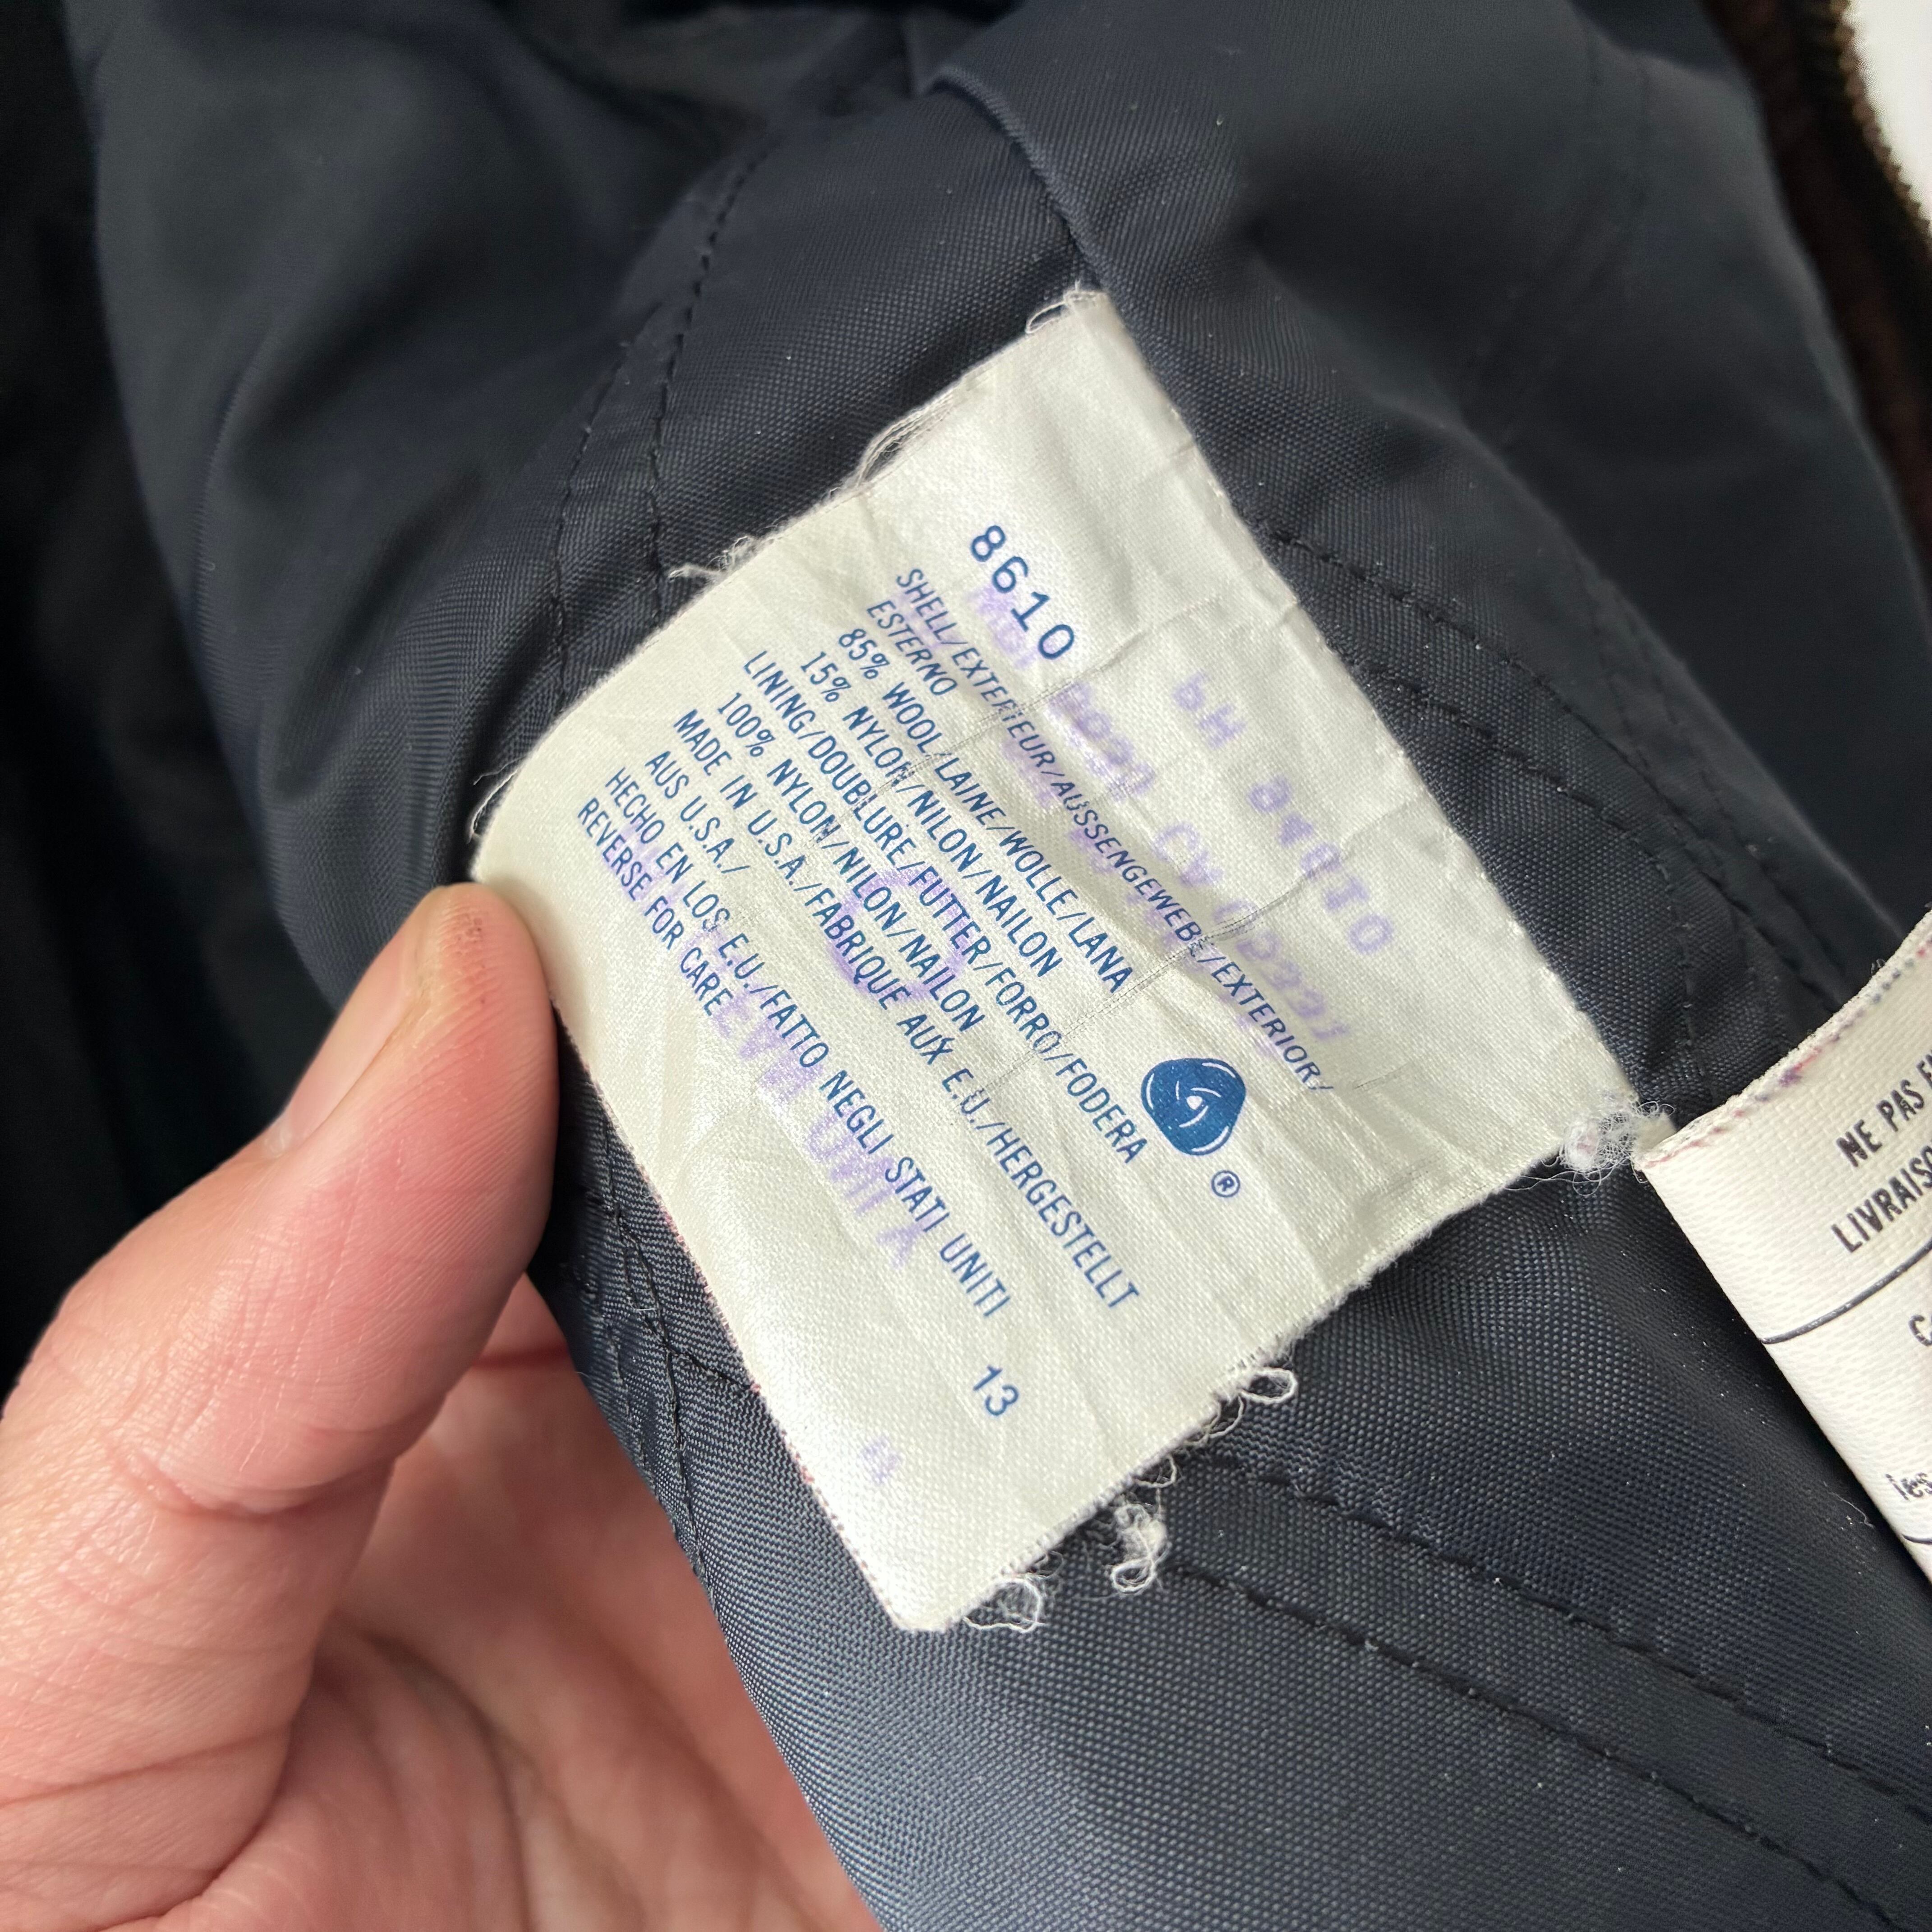 8610
SHELL/EXTERIEUR/AUSSENGEWEBE/EXTERIOR/
ESTERNO
85% WOOL/LAINE/WOLLE/LANA
15% NYLON/NILON/NAILON
LINING/DOUBLURE/FUTTER/FORRO/FODERA
100% NYLON/NILON/NAILON
MADE IN U.S.A./FABRIQUE AUX E.U./HERGESTELLT
AUS U.S.A./
HECHO EN LOS E.U./FATTO NEGLI STATI UNITI
REVERSE FOR CARE
®
13
NE PAS